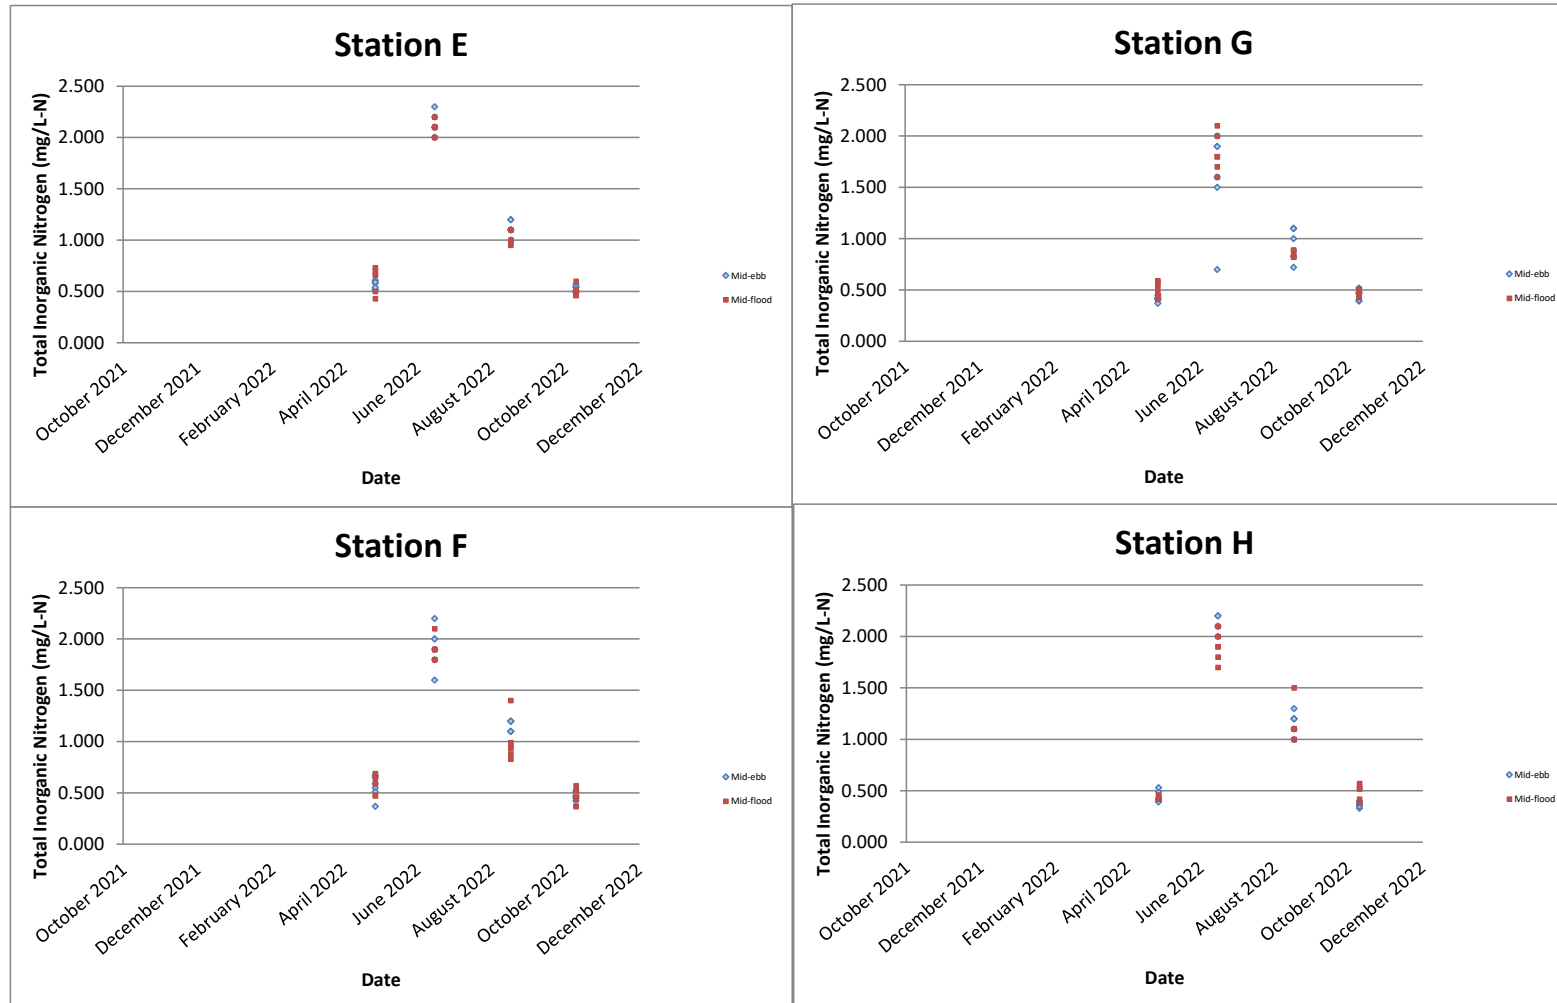 Station E
Total Inorganic Nitrogen (mg/L-N)
2.500
2.000
1.500
1.000
0.500
0.000
October 2021
December 2021
February 2022
April 2022
June 2022
August 2022
October 2022
December 2022
Date
Mid-ebb
Mid-flood
Station G
Total Inorganic Nitrogen (mg/L-N)
2.500
2.000
1.500
1.000
0.500
0.000
October 2021
December 2021
February 2022
April 2022
June 2022
August 2022
October 2022
December 2022
Date
Mid-ebb
Mid-flood
Station F
Total Inorganic Nitrogen (mg/L-N)
2.500
2.000
1.500
1.000
0.500
0.000
October 2021
December 2021
February 2022
April 2022
June 2022
August 2022
October 2022
December 2022
Date
Mid-ebb
Mid-flood
Station H
Total Inorganic Nitrogen (mg/L-N)
2.500
2.000
1.500
1.000
0.500
0.000
October 2021
December 2021
February 2022
April 2022
June 2022
August 2022
October 2022
December 2022
Date
Mid-ebb
Mid-flood